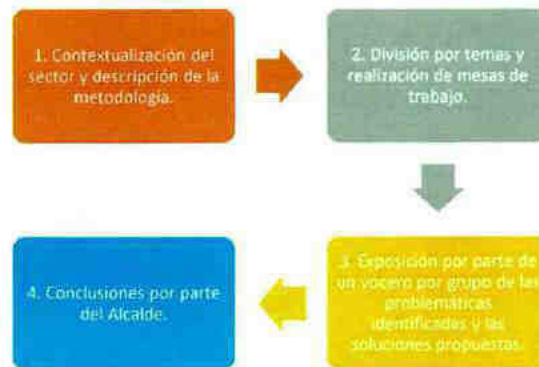 1. Contextualización del
sector y descripción de la
metodología.
2. División por temas y
realización de mesas de
trabajo.
3. Exposición por parte de
un vocero por grupo de las
problemáticas
identificadas y las
soluciones propuestas.
4. Conclusiones por parte
del Alcalde.